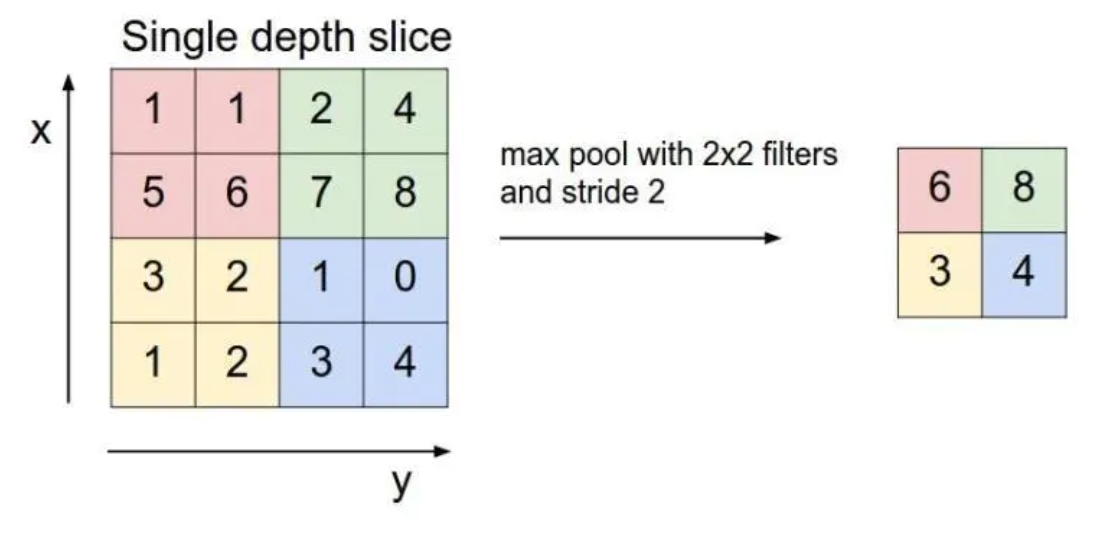 Single depth slice
x
1 1 2 4
5 6 7 8
3 2 1 0
1 2 3 4
y
max pool with 2x2 filters
and stride 2
6 8
3 4